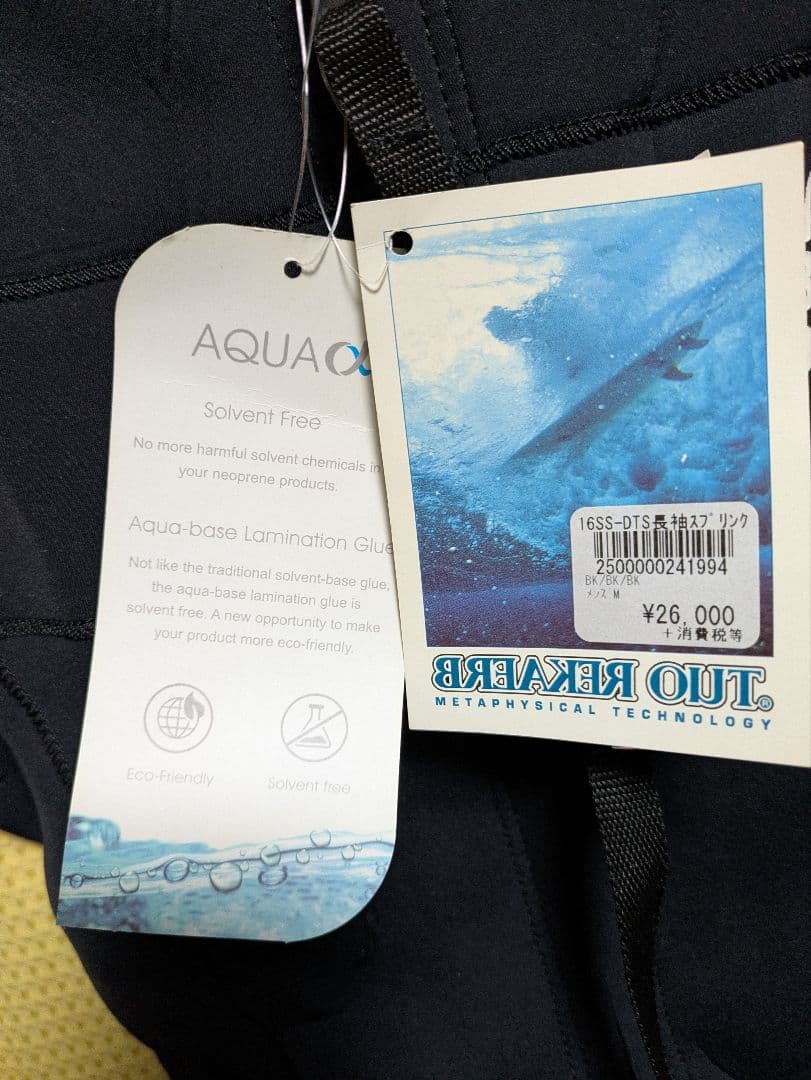 AQUAα
Solvent Free
No more harmful solvent chemicals in
your neoprene products.
Aqua-base Lamination Glue
Not like the traditional solvent-base glue,
the aqua-base lamination glue is
solvent free. A new opportunity to make
your product more eco-friendly.
Eco-Friendly
Solvent free
16SS-DTS長袖スプリンク
2500000241994
BK/BK/BK
メンズ M
¥26,000
+消費税等
BREAKER OUT®
METAPHYSICAL TECHNOLOGY